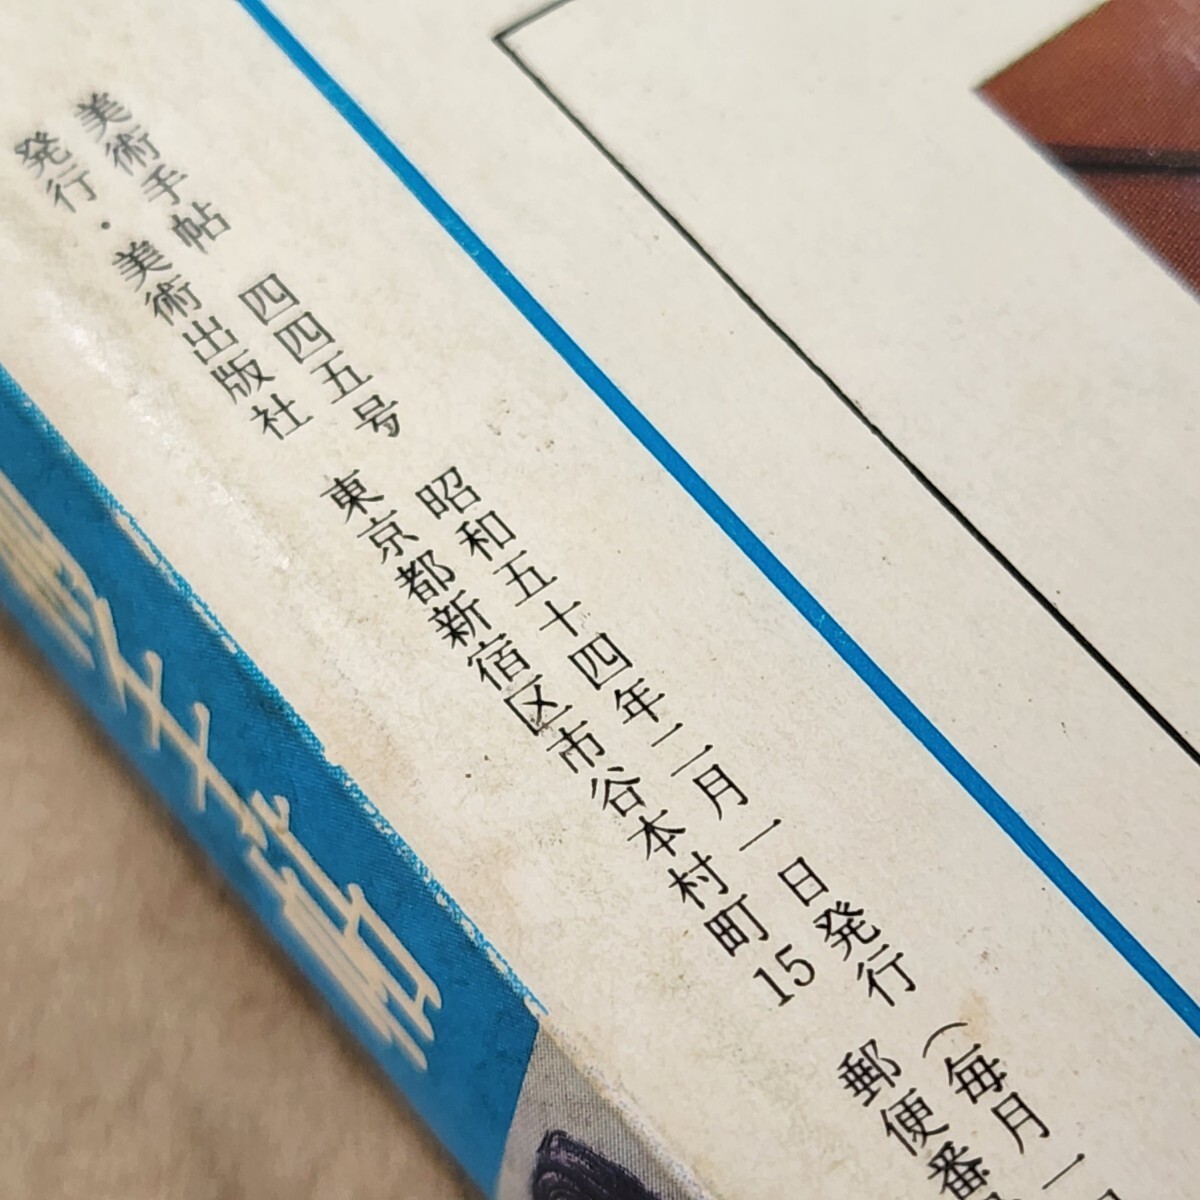 美術手帖 四四五号 昭和五十四年二月一日発行（毎月一
発行・美術出版社 東京都新宿区市谷本村町15 郵便番
手帖